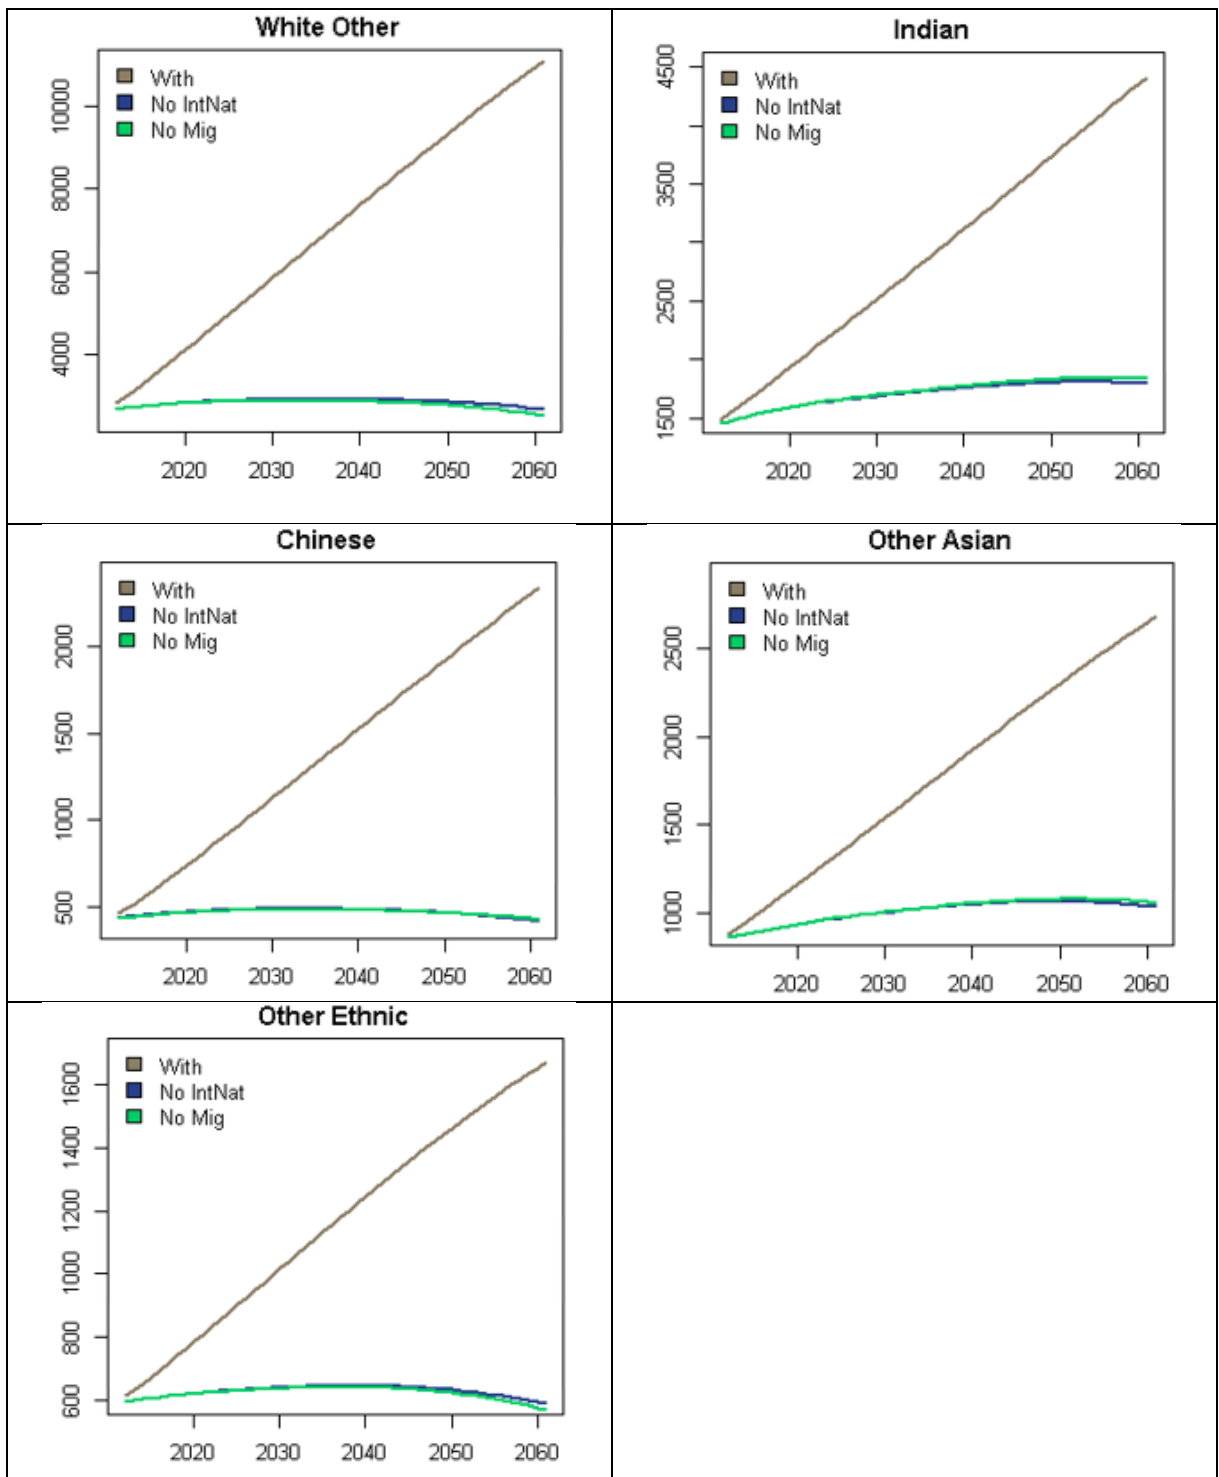 White Other
With
No IntNat
No Mig
10000
8000
6000
4000
2020 2030 2040 2050 2060
Indian
With
No IntNat
No Mig
4500
3500
2500
1500
2020 2030 2040 2050 2060
Chinese
With
No IntNat
No Mig
2000
1500
1000
500
2020 2030 2040 2050 2060
Other Asian
With
No IntNat
No Mig
2500
2000
1500
1000
2020 2030 2040 2050 2060
Other Ethnic
With
No IntNat
No Mig
1600
1400
1200
1000
800
600
2020 2030 2040 2050 2060